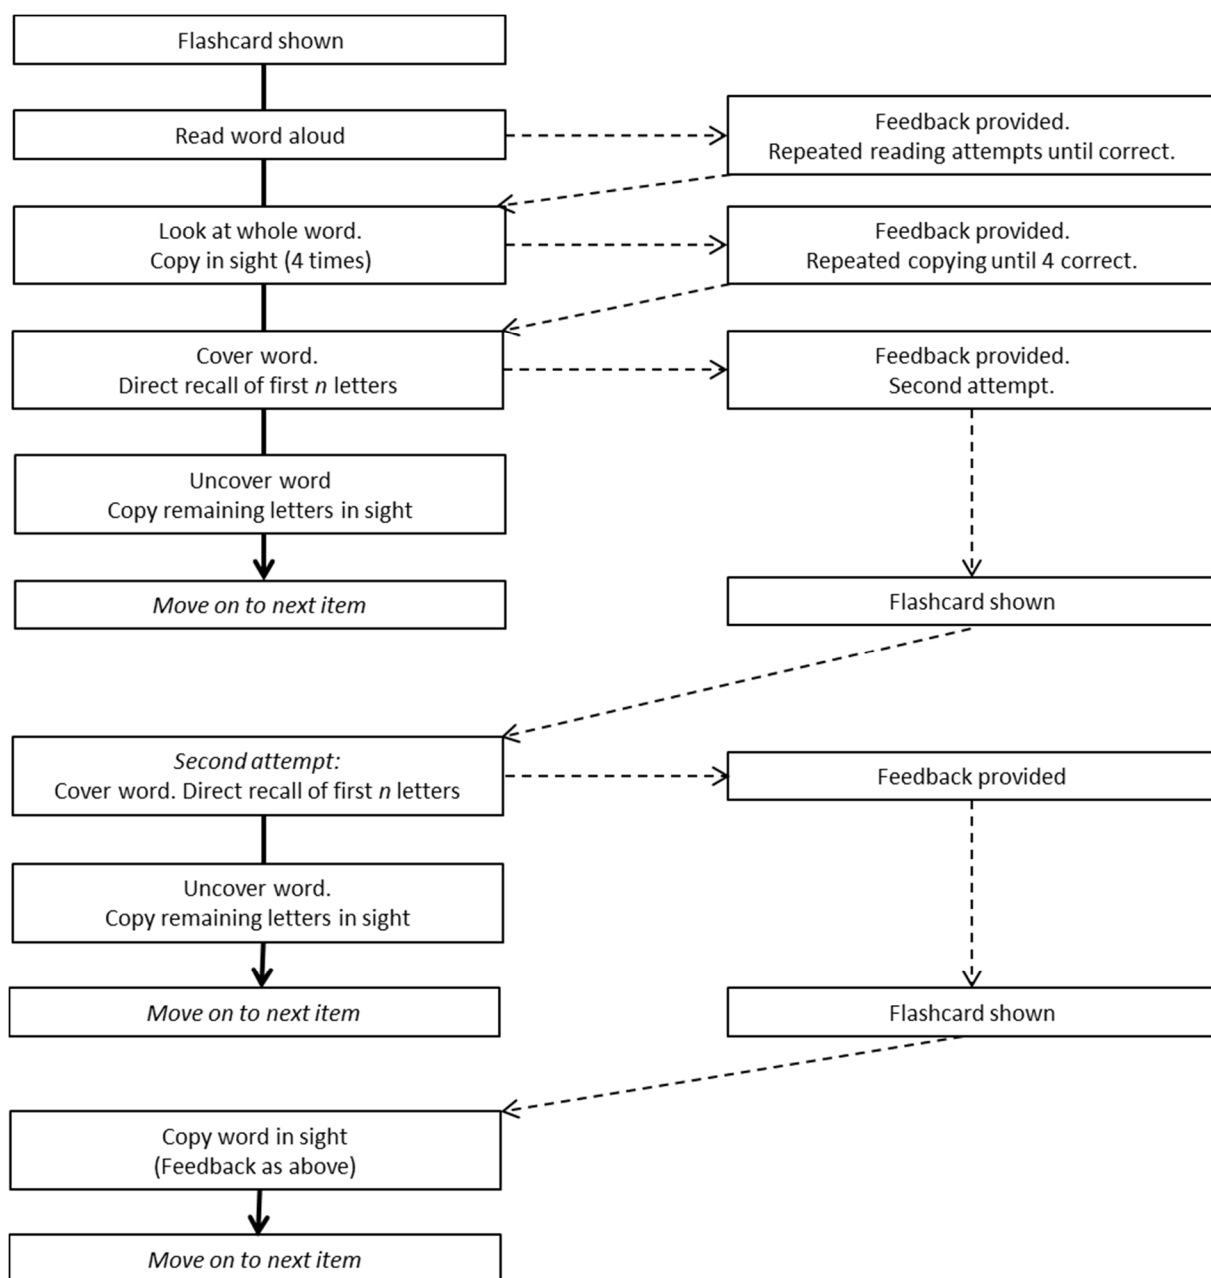 Flashcard shown
Read word aloud
Feedback provided.
Repeated reading attempts until correct.
Look at whole word.
Copy in sight (4 times)
Feedback provided.
Repeated copying until 4 correct.
Cover word.
Direct recall of first n letters
Feedback provided.
Second attempt.
Uncover word
Copy remaining letters in sight
Move on to next item
Flashcard shown
Second attempt:
Cover word. Direct recall of first n letters
Feedback provided
Uncover word.
Copy remaining letters in sight
Move on to next item
Flashcard shown
Copy word in sight
(Feedback as above)
Move on to next item